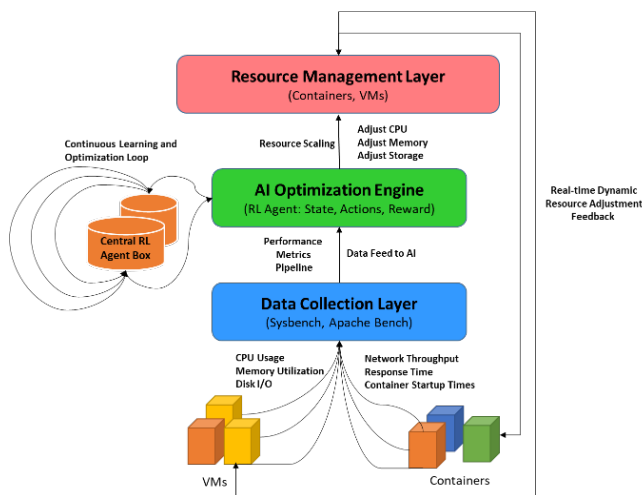 Resource Management Layer
(Containers, VMs)
Continuous Learning and
Optimization Loop
Resource Scaling
Adjust CPU
Adjust Memory
Adjust Storage
AI Optimization Engine
(RL Agent: State, Actions, Reward)
Real-time Dynamic
Resource Adjustment
Feedback
Central RL
Agent Box
Performance
Metrics
Pipeline
Data Feed to AI
Data Collection Layer
(Sysbench, Apache Bench)
CPU Usage
Memory Utilization
Disk I/O
Network Throughput
Response Time
Container Startup Times
VMs
Containers